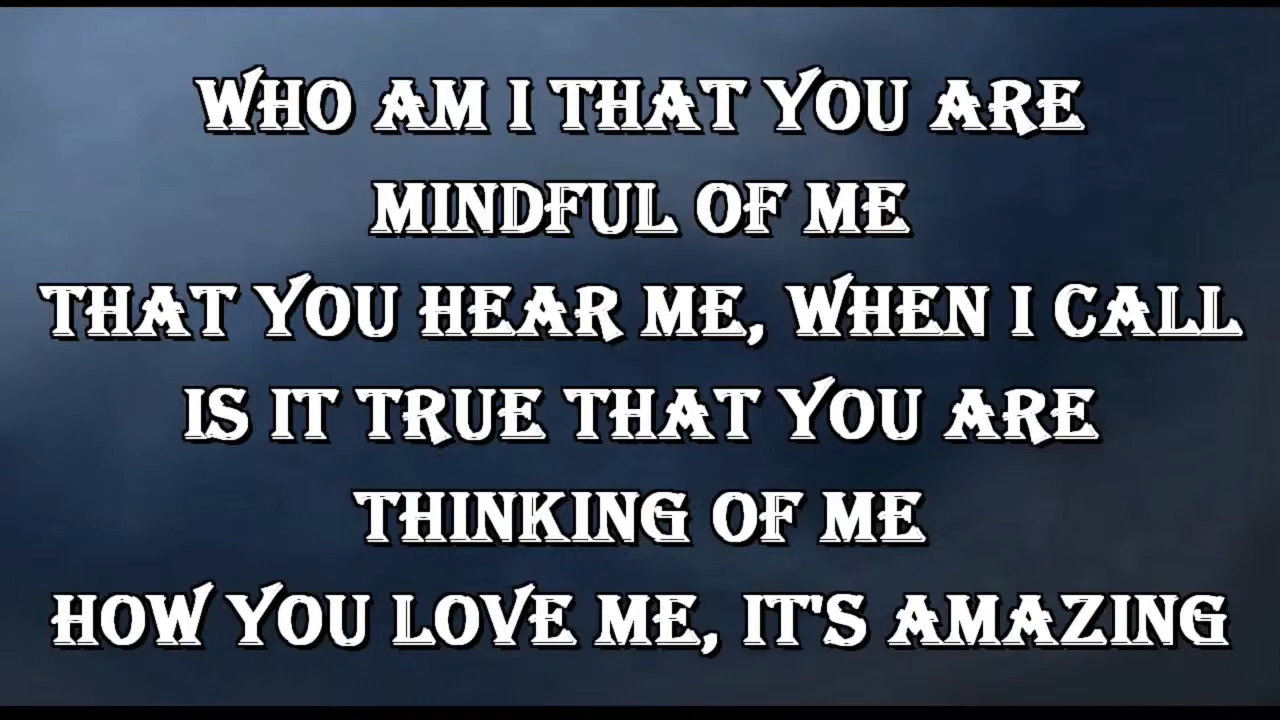 WHO AM I THAT YOU ARE
MINDFUL OF ME
THAT YOU HEAR ME, WHEN I CALL
IS IT TRUE THAT YOU ARE
THINKING OF ME
HOW YOU LOVE ME, IT'S AMAZING